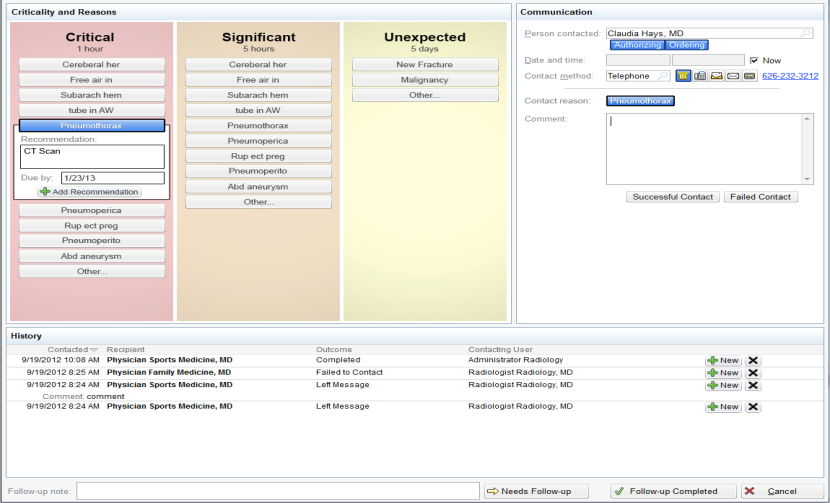 Criticality and Reasons
Critical
1 hour
Cereberal her
Free air in
Subarach hem
tube in AW
Pneumothorax
Recommendation:
CT Scan
Due by: 1/23/13
Add Recommendation
Pneumoperica
Rup ect preg
Pneumoperito
Abd aneurysm
Other...
Significant
5 hours
Cereberal her
Free air in
Subarach hem
tube in AW
Pneumothorax
Pneumoperica
Rup ect preg
Pneumoperito
Abd aneurysm
Other...
Unexpected
5 days
New Fracture
Malignancy
Other...
Communication
Person contacted: Claudia Hays, MD
Authorizing Ordering
Date and time: Now
Contact method: Telephone 626-232-3212
Contact reason: Pneumothorax
Comment:
Successful Contact Failed Contact
History
Contacted Recipient Outcome Contacting User
9/19/2012 10:08 AM Physician Sports Medicine, MD Completed Administrator Radiology New
9/19/2012 8:25 AM Physician Family Medicine, MD Failed to Contact Radiologist Radiology, MD New
9/19/2012 8:24 AM Physician Sports Medicine, MD Left Message Radiologist Radiology, MD New
Comment: comment
9/19/2012 8:24 AM Physician Sports Medicine, MD Left Message Radiologist Radiology, MD New
Follow-up note: Needs Follow-up Follow-up Completed Cancel